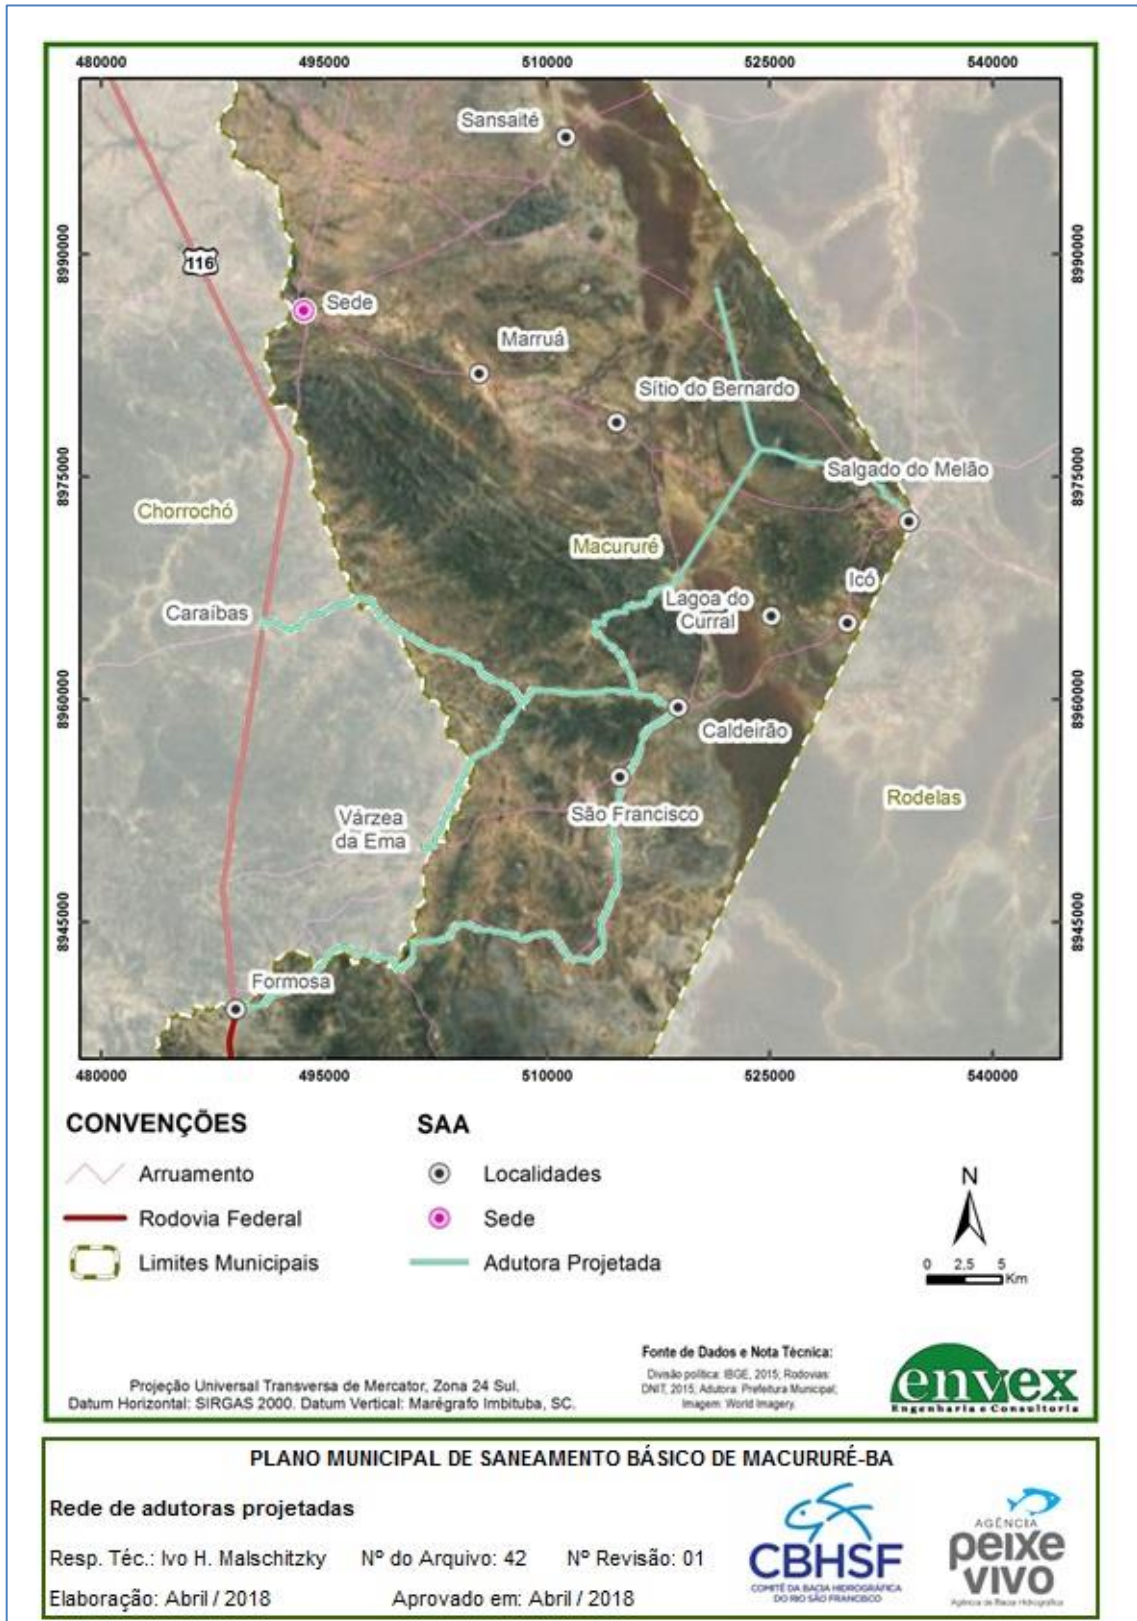 480000 495000 510000 525000 540000
Sansaité
8990000
8990000
116
Sede
Marruá
Sítio do Bernardo
8975000
8975000
Salgado do Melão
Chorrochó
Macururé
Icó
Caraíbas
Lagoa do
Curral
8960000
8960000
Caldeirão
Rodelas
Várzea
da Ema
São Francisco
8945000
8945000
Formosa
480000 495000 510000 525000 540000
CONVENÇÕES
Arruamento
Rodovia Federal
Limites Municipais
SAA
Localidades
Sede
Adutora Projetada
N
0 2,5 5
Km
Projeção Universal Transversa de Mercator, Zona 24 Sul.
Datum Horizontal: SIRGAS 2000. Datum Vertical: Marégrafo Imbituba, SC.
Fonte de Dados e Nota Técnica:
Divisão política: IBGE, 2015; Rodovias:
DNIT, 2015; Adutora: Prefeitura Municipal;
Imagem: World Imagery.
envex
Engenharia e Consultoria
PLANO MUNICIPAL DE SANEAMENTO BÁSICO DE MACURURÉ-BA
Rede de adutoras projetadas
Resp. Téc.: Ivo H. Malschitzky Nº do Arquivo: 42 Nº Revisão: 01
Elaboração: Abril / 2018 Aprovado em: Abril / 2018
CBHSF
COMITÊ DA BACIA HIDROGRÁFICA
DO RIO SÃO FRANCISCO
AGÊNCIA
peixe
vivo
Agência de Bacia Hidrográfica